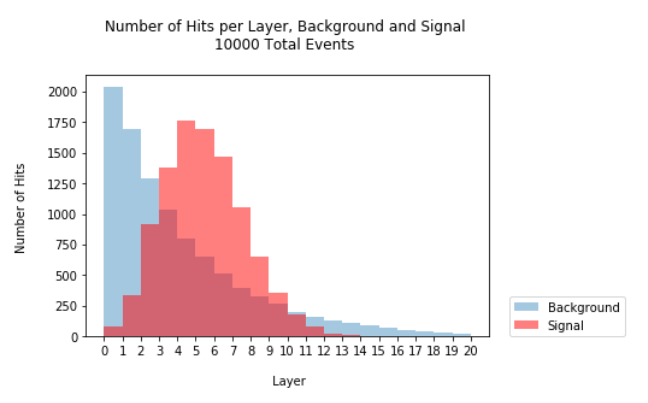 Number of Hits per Layer, Background and Signal
10000 Total Events
2000
1750
1500
1250
1000
750
500
250
0
Number of Hits
0 1 2 3 4 5 6 7 8 9 10 11 12 13 14 15 16 17 18 19 20
Layer
Background
Signal